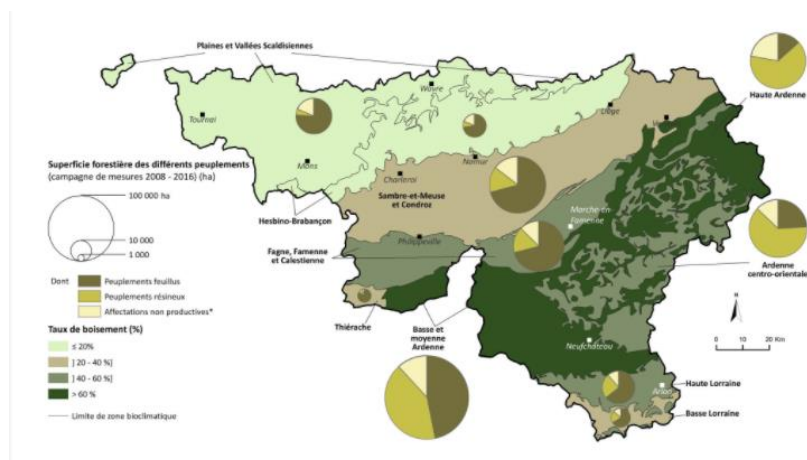 Plaines et Vallées Scaldisiennes
Haute Ardenne
Wavre
Tournai
Liège
Superficie forestière des différents peuplements
(campagne de mesures 2008 - 2016) (ha)
Mons
Namur
Charleroi
100 000 ha
Sambre-et-Meuse
et Condroz
Hesbino-Brabançon
Marche-en-
Famenne
10 000
1 000
Philippeville
Fagne, Famenne
et Calestienne
Ardenne
centro-orientale
Dont
Peuplements feuillus
Peuplements résineux
Affectations non productives*
Thiérache
Basse et
moyenne
Ardenne
N
Taux de boisement (%)
≤ 20%
] 20 - 40 %]
] 40 - 60 %]
> 60 %
Neufchâteau
0 10 20 Km
Haute Lorraine
Arlon
Basse Lorraine
Limite de zone bioclimatique